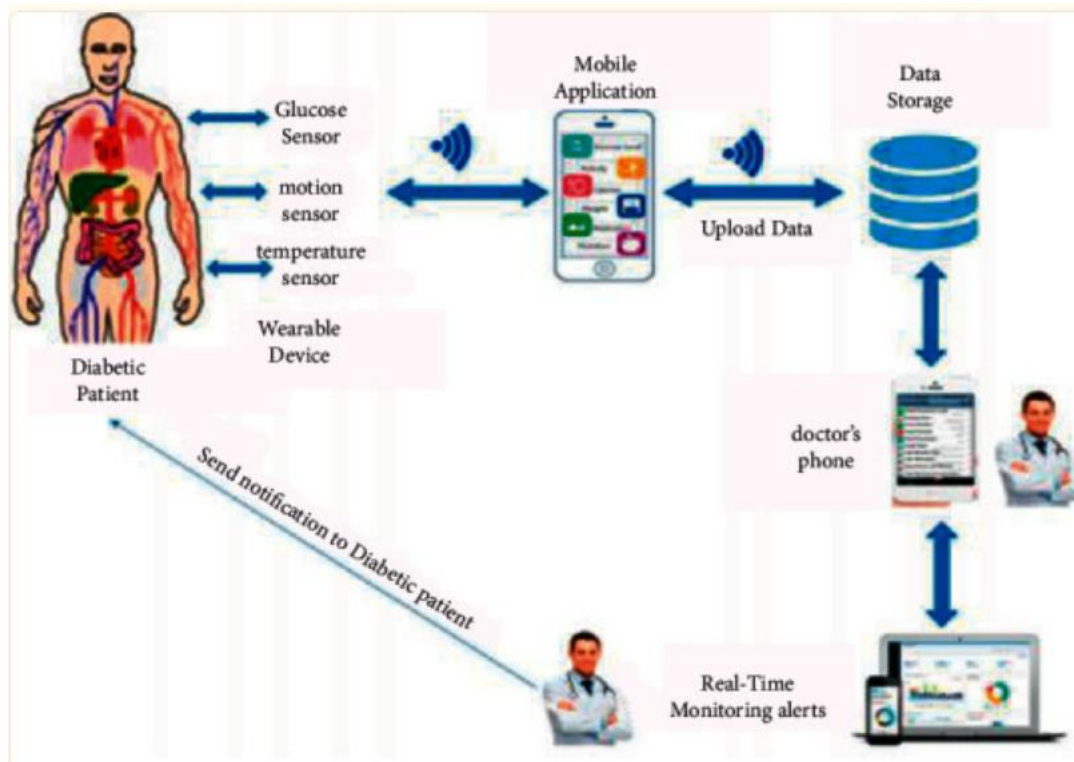 Glucose
Sensor
motion
sensor
temperature
sensor
Wearable
Device
Diabetic
Patient
Mobile
Application
Upload Data
Data
Storage
doctor's
phone
Real-Time
Monitoring alerts
Send notification to Diabetic patient